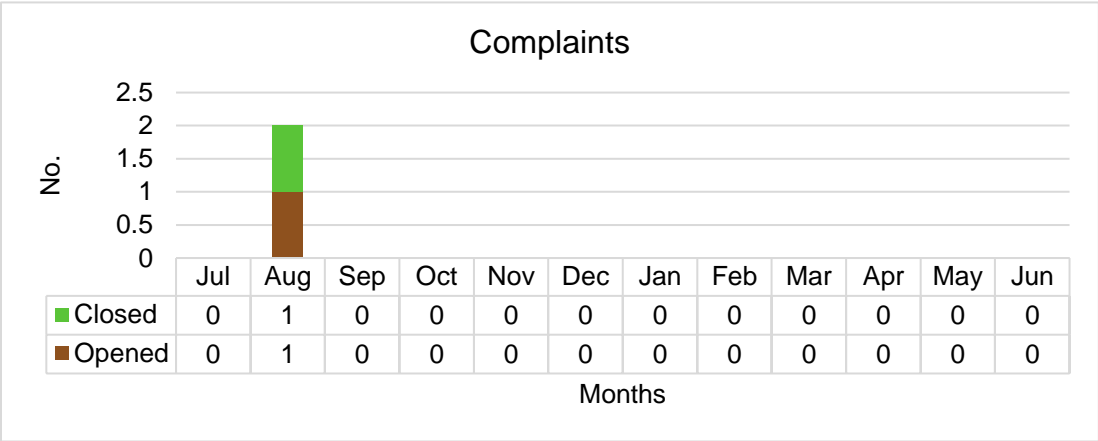 Complaints
No.
2.5
2
1.5
1
0.5
0
Jul Aug Sep Oct Nov Dec Jan Feb Mar Apr May Jun
Closed 0 1 0 0 0 0 0 0 0 0 0 0
Opened 0 1 0 0 0 0 0 0 0 0 0 0
Months